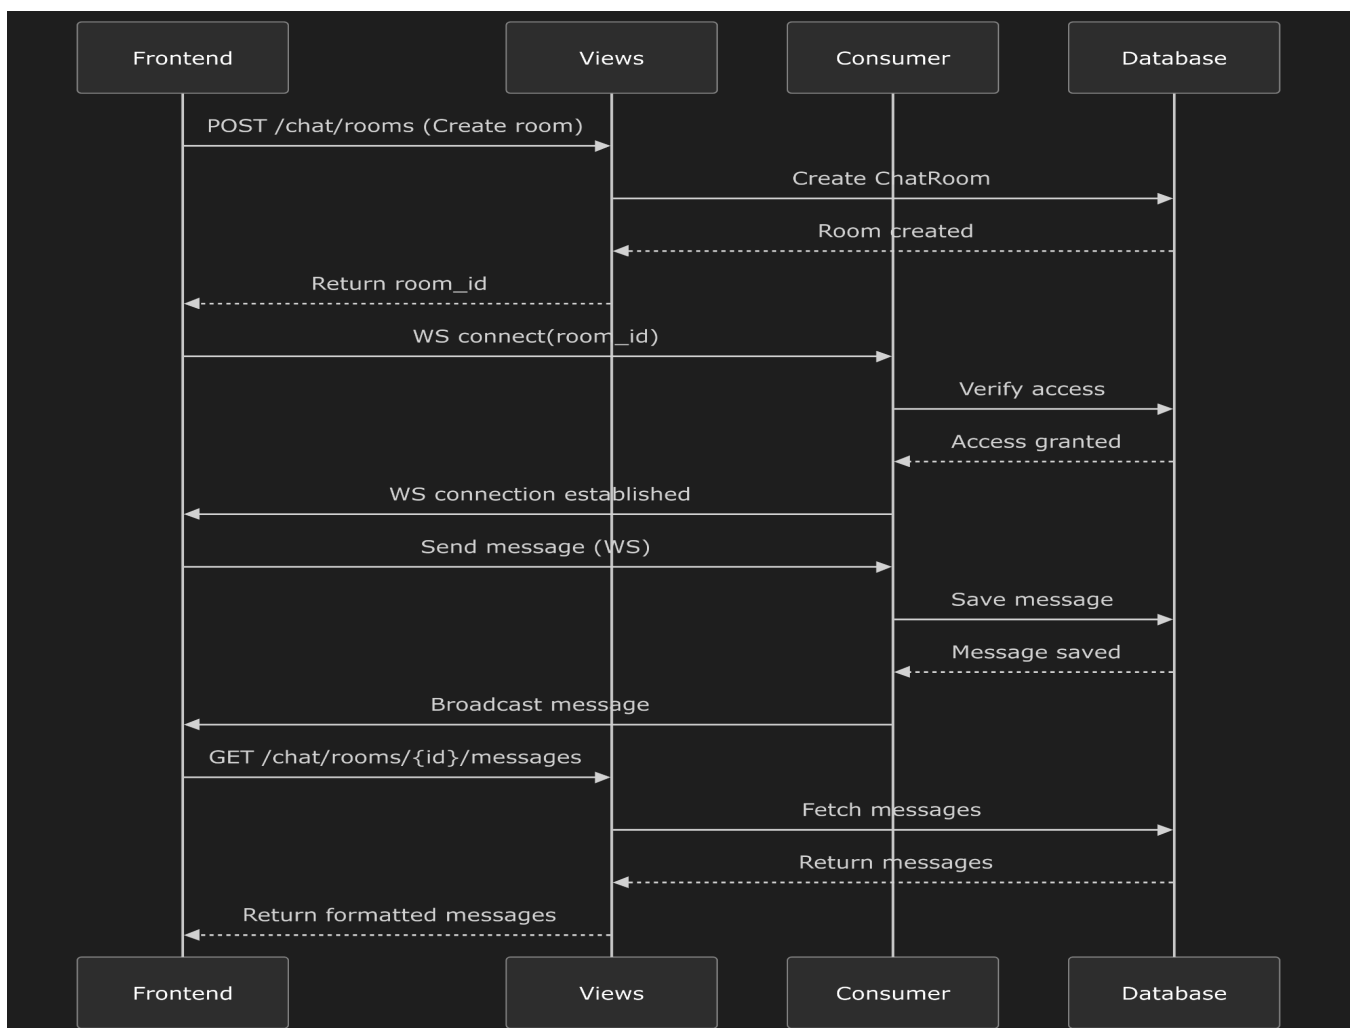 Frontend
Views
Consumer
Database
POST /chat/rooms (Create room)
Create ChatRoom
Room created
Return room_id
WS connect(room_id)
Verify access
Access granted
WS connection established
Send message (WS)
Save message
Message saved
Broadcast message
GET /chat/rooms/{id}/messages
Fetch messages
Return messages
Return formatted messages
Frontend
Views
Consumer
Database